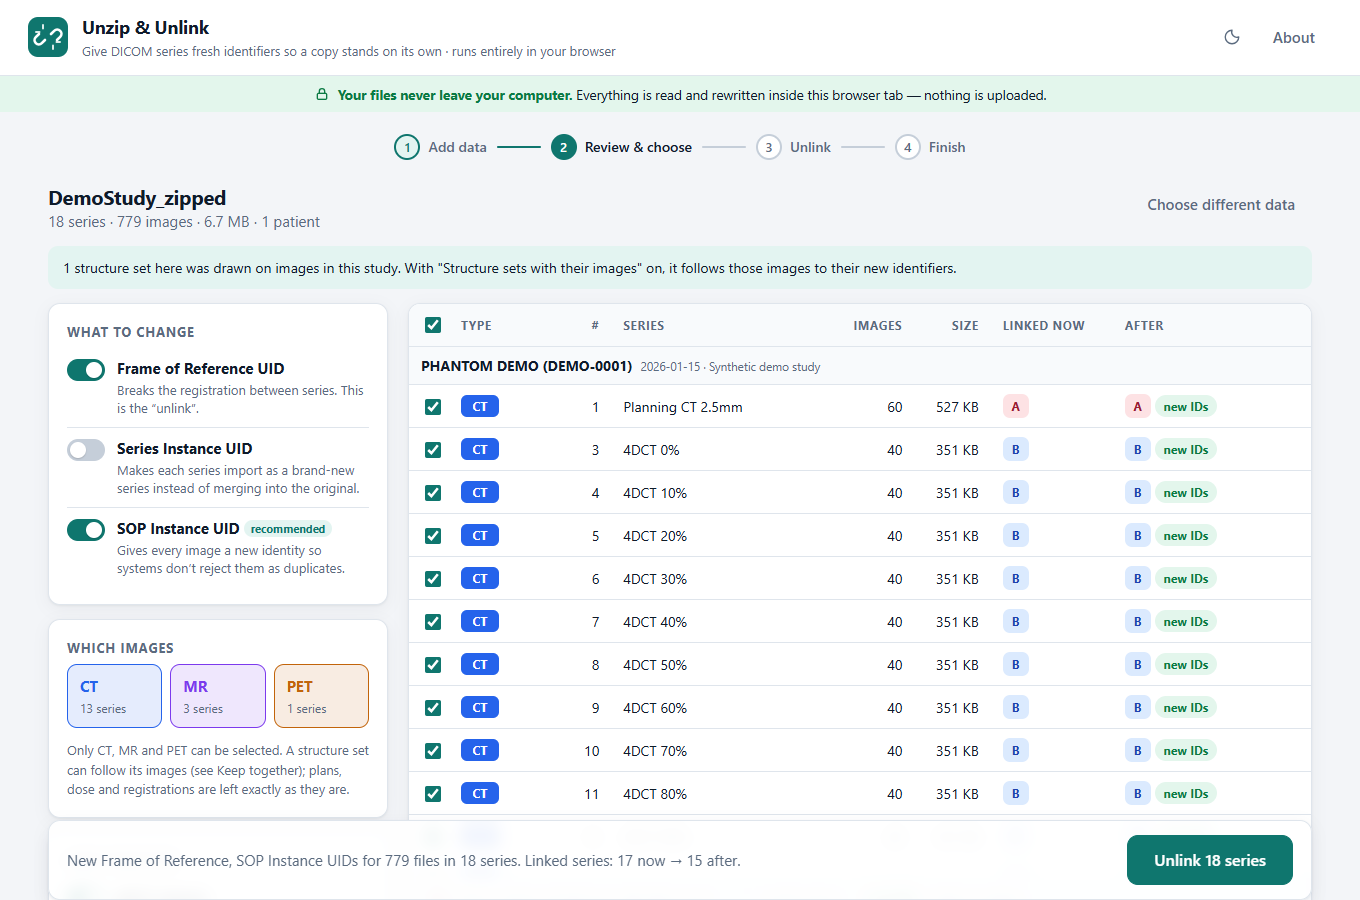 Unzip & Unlink
Give DICOM series fresh identifiers so a copy stands on its own · runs entirely in your browser
About
Your files never leave your computer. Everything is read and rewritten inside this browser tab — nothing is uploaded.
1 Add data 2 Review & choose 3 Unlink 4 Finish
DemoStudy_zipped
18 series · 779 images · 6.7 MB · 1 patient
Choose different data
1 structure set here was drawn on images in this study. With "Structure sets with their images" on, it follows those images to their new identifiers.
WHAT TO CHANGE
Frame of Reference UID
Breaks the registration between series. This
is the “unlink”.
Series Instance UID
Makes each series import as a brand-new
series instead of merging into the original.
SOP Instance UID recommended
Gives every image a new identity so
systems don’t reject them as duplicates.
WHICH IMAGES
CT
13 series
MR
3 series
PET
1 series
Only CT, MR and PET can be selected. A structure set
can follow its images (see Keep together); plans,
dose and registrations are left exactly as they are.
TYPE # SERIES IMAGES SIZE LINKED NOW AFTER
PHANTOM DEMO (DEMO-0001) 2026-01-15 · Synthetic demo study
CT 1 Planning CT 2.5mm 60 527 KB A A new IDs
CT 3 4DCT 0% 40 351 KB B B new IDs
CT 4 4DCT 10% 40 351 KB B B new IDs
CT 5 4DCT 20% 40 351 KB B B new IDs
CT 6 4DCT 30% 40 351 KB B B new IDs
CT 7 4DCT 40% 40 351 KB B B new IDs
CT 8 4DCT 50% 40 351 KB B B new IDs
CT 9 4DCT 60% 40 351 KB B B new IDs
CT 10 4DCT 70% 40 351 KB B B new IDs
CT 11 4DCT 80% 40 351 KB B B new IDs
New Frame of Reference, SOP Instance UIDs for 779 files in 18 series. Linked series: 17 now → 15 after.
Unlink 18 series